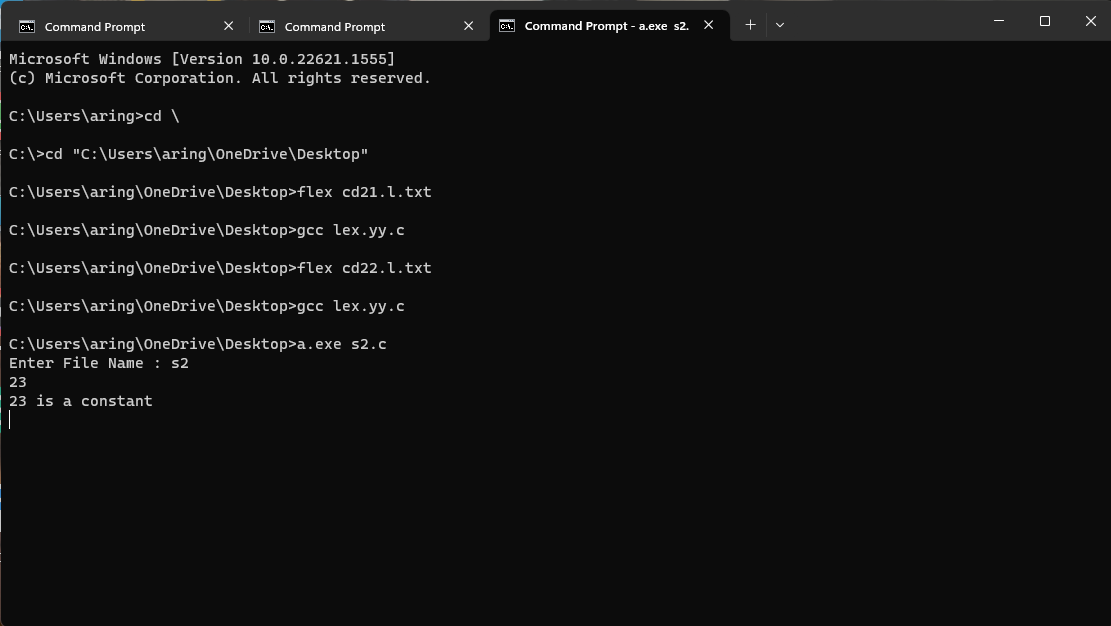 Command Prompt
Command Prompt
Command Prompt - a.exe s2.
Microsoft Windows [Version 10.0.22621.1555]
(c) Microsoft Corporation. All rights reserved.
C:\Users\aring>cd \
C:\>cd "C:\Users\aring\OneDrive\Desktop"
C:\Users\aring\OneDrive\Desktop>flex cd21.l.txt
C:\Users\aring\OneDrive\Desktop>gcc lex.yy.c
C:\Users\aring\OneDrive\Desktop>flex cd22.l.txt
C:\Users\aring\OneDrive\Desktop>gcc lex.yy.c
C:\Users\aring\OneDrive\Desktop>a.exe s2.c
Enter File Name : s2
23
23 is a constant